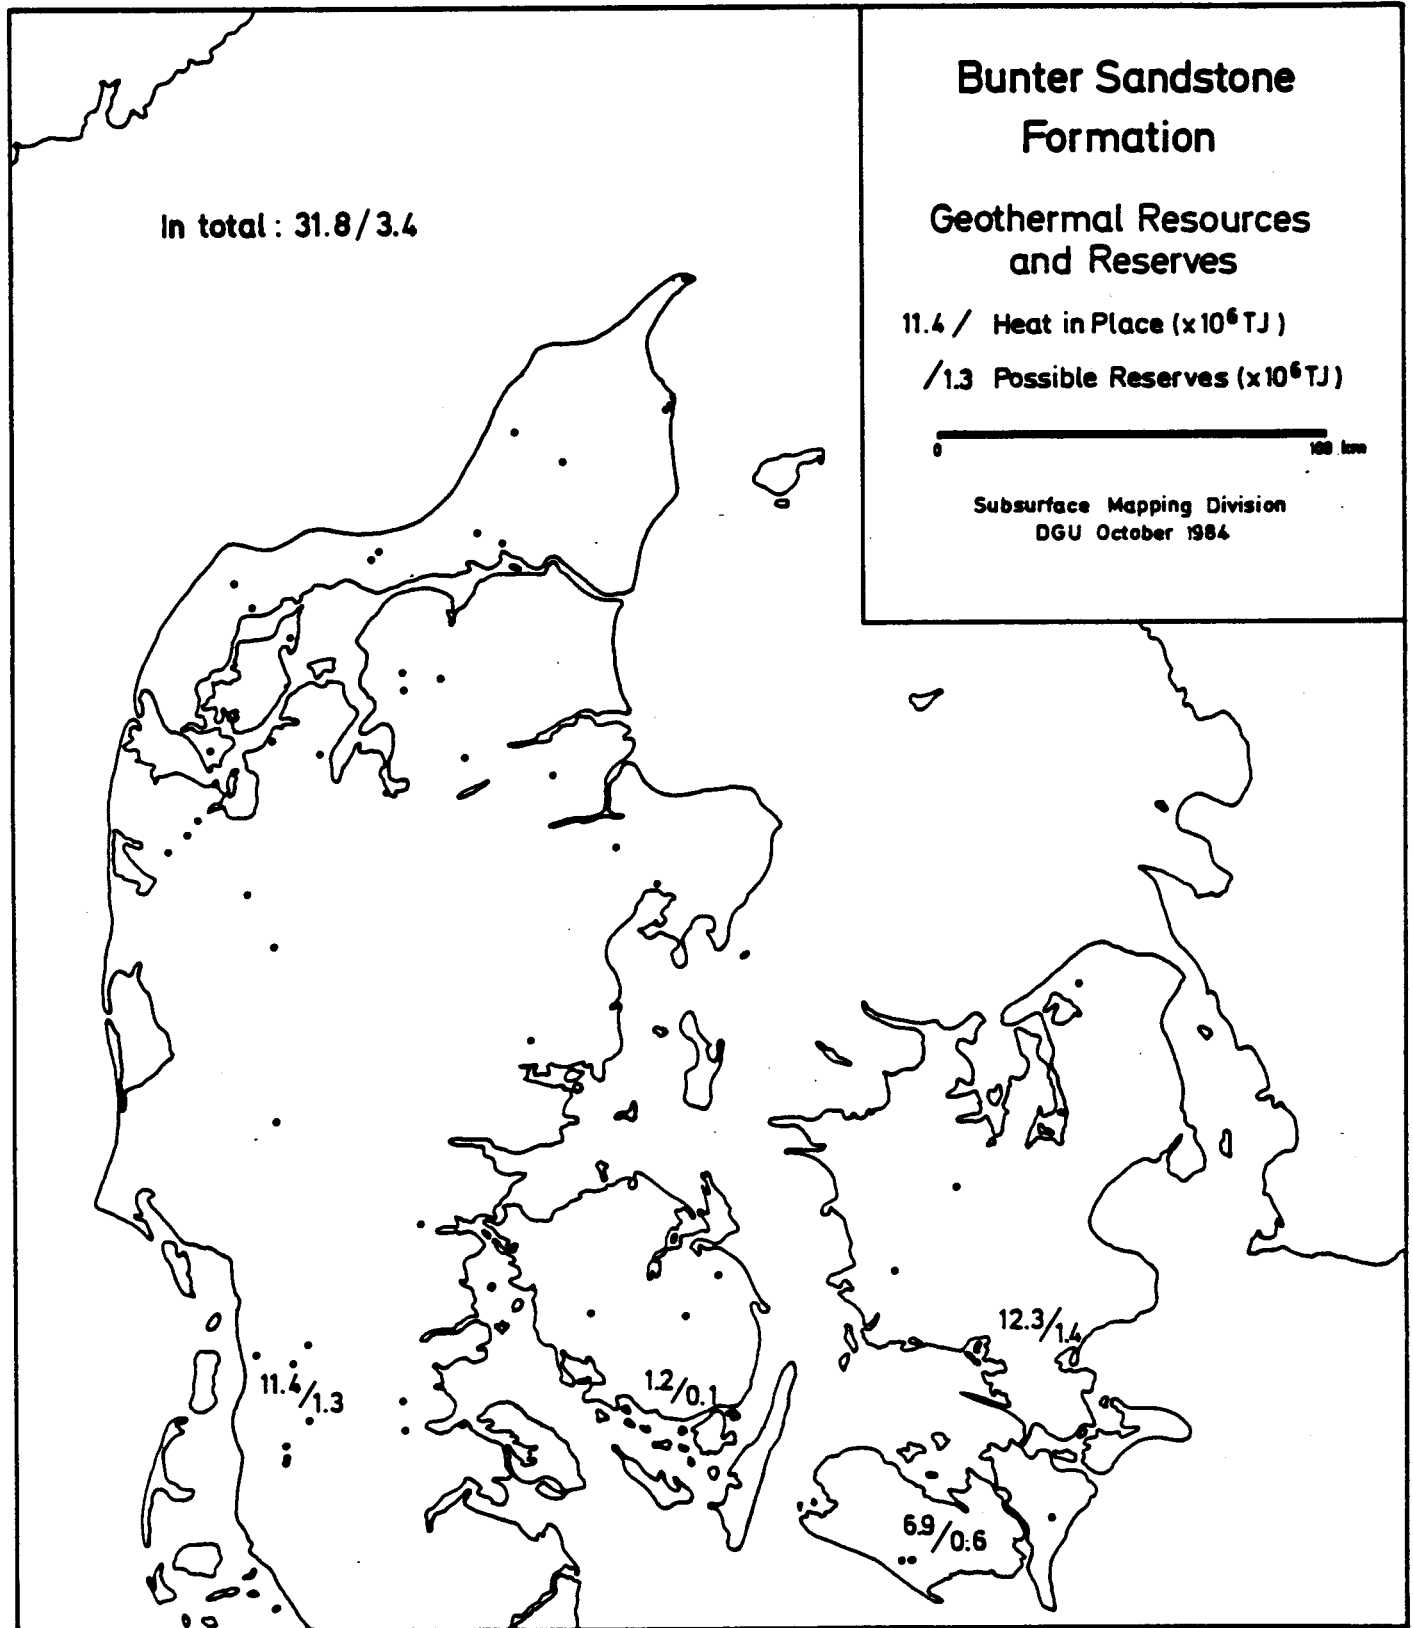 Bunter Sandstone
Formation
Geothermal Resources
and Reserves
11.4 / Heat in Place (x10⁶ TJ)
/1.3 Possible Reserves (x10⁶ TJ)
0 100 km
Subsurface Mapping Division
DGU October 1984
In total : 31.8/3.4
12.3/1.4
11.4/1.3
1.2/0.1
6.9/0.6